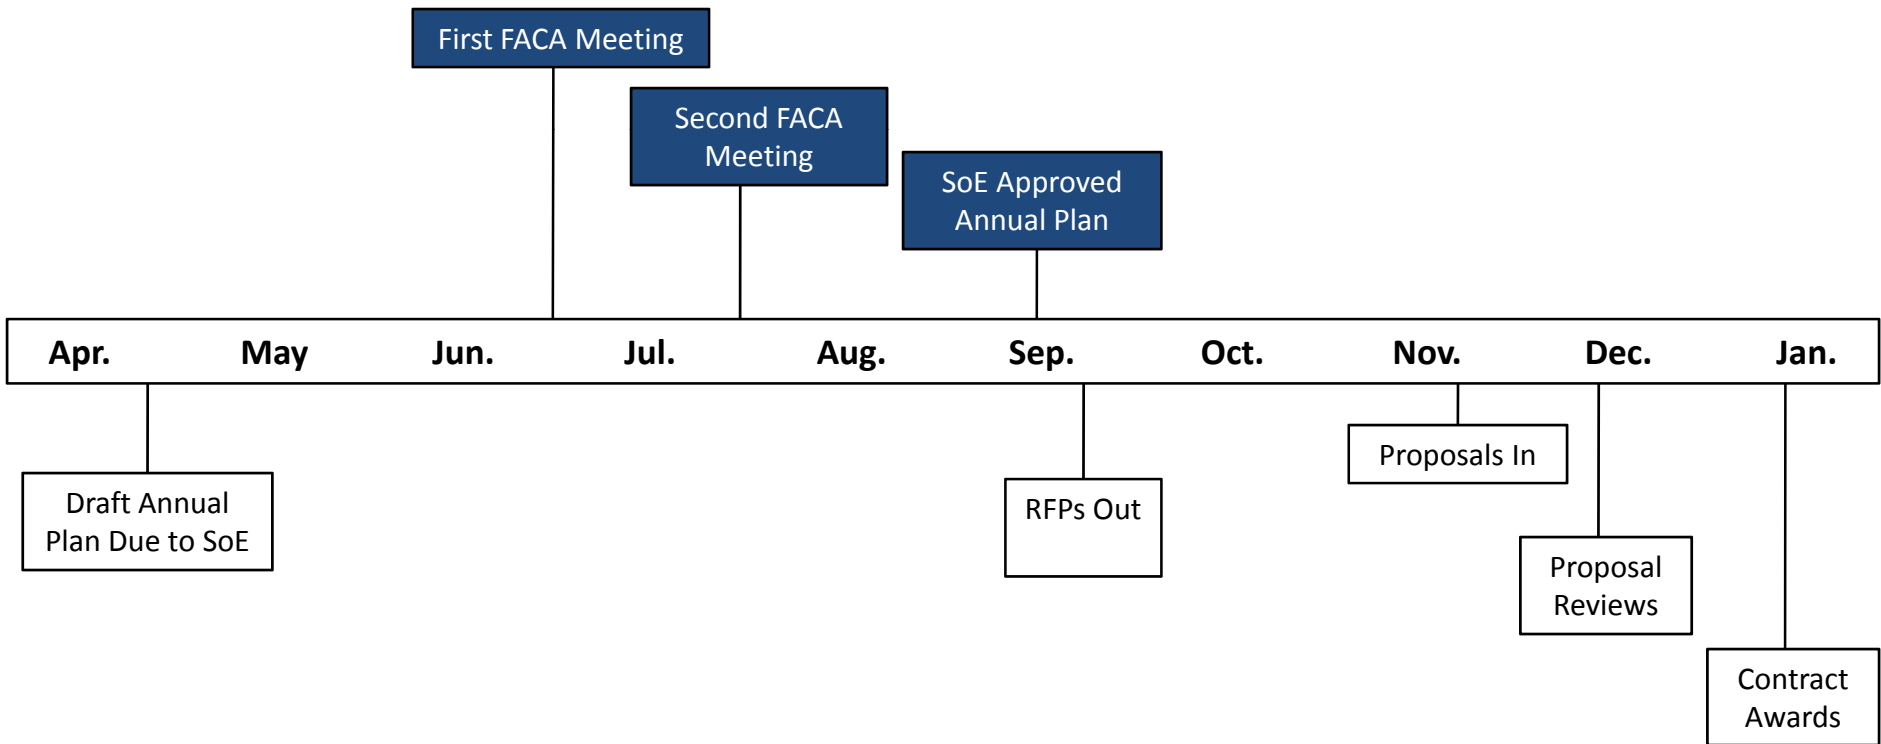 First FACA Meeting
Second FACA
Meeting
SoE Approved
Annual Plan
Apr. May Jun. Jul. Aug. Sep. Oct. Nov. Dec. Jan.
Draft Annual
Plan Due to SoE
RFPs Out
Proposals In
Proposal
Reviews
Contract
Awards